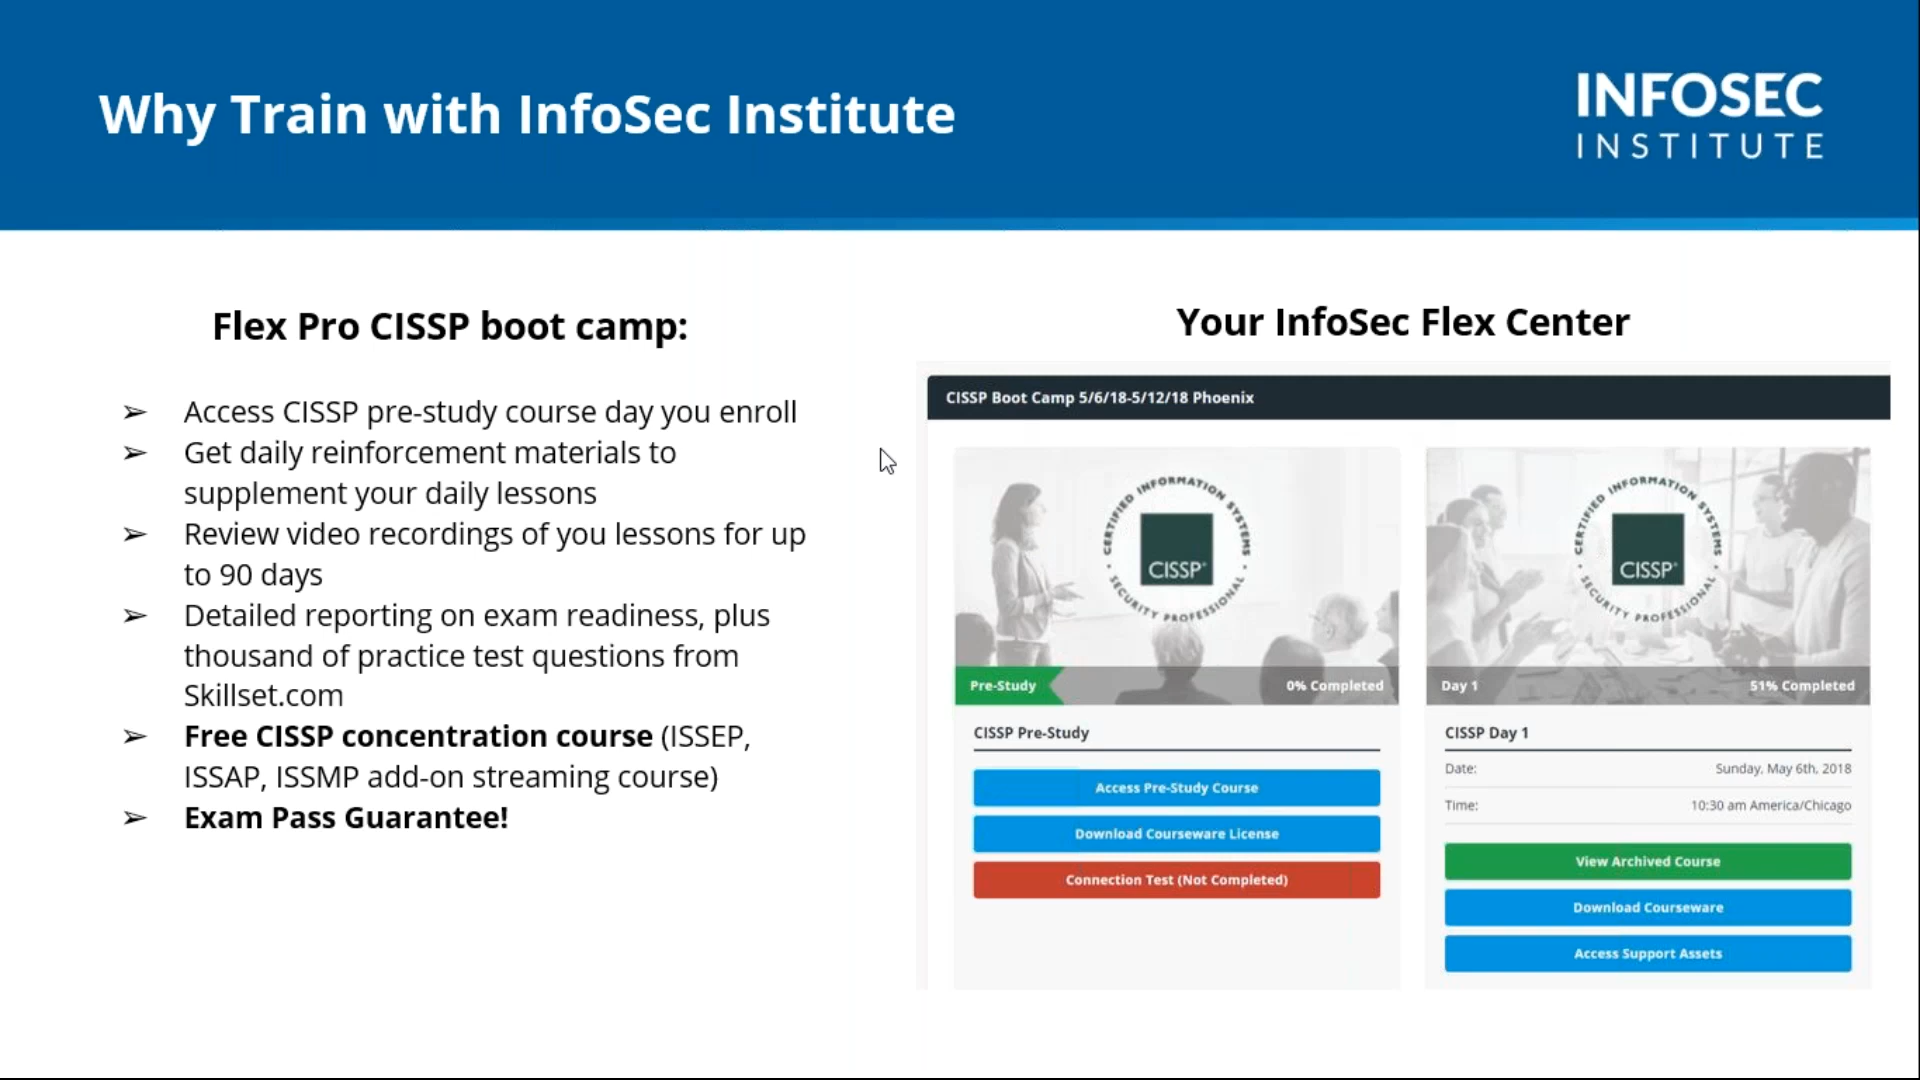 Why Train with InfoSec Institute
INFOSEC
INSTITUTE
Flex Pro CISSP boot camp:
➢ Access CISSP pre-study course day you enroll
➢ Get daily reinforcement materials to
supplement your daily lessons
➢ Review video recordings of you lessons for up
to 90 days
➢ Detailed reporting on exam readiness, plus
thousand of practice test questions from
Skillset.com
➢ Free CISSP concentration course (ISSEP,
ISSAP, ISSMP add-on streaming course)
➢ Exam Pass Guarantee!
Your InfoSec Flex Center
CISSP Boot Camp 5/6/18-5/12/18 Phoenix
CERTIFIED INFORMATION SYSTEMS
CISSP®
• SECURITY PROFESSIONAL •
Pre-Study 0% Completed
CISSP Pre-Study
Access Pre-Study Course
Download Courseware License
Connection Test (Not Completed)
CERTIFIED INFORMATION SYSTEMS
CISSP®
• SECURITY PROFESSIONAL •
Day 1 51% Completed
CISSP Day 1
Date: Sunday, May 6th, 2018
Time: 10:30 am America/Chicago
View Archived Course
Download Courseware
Access Support Assets